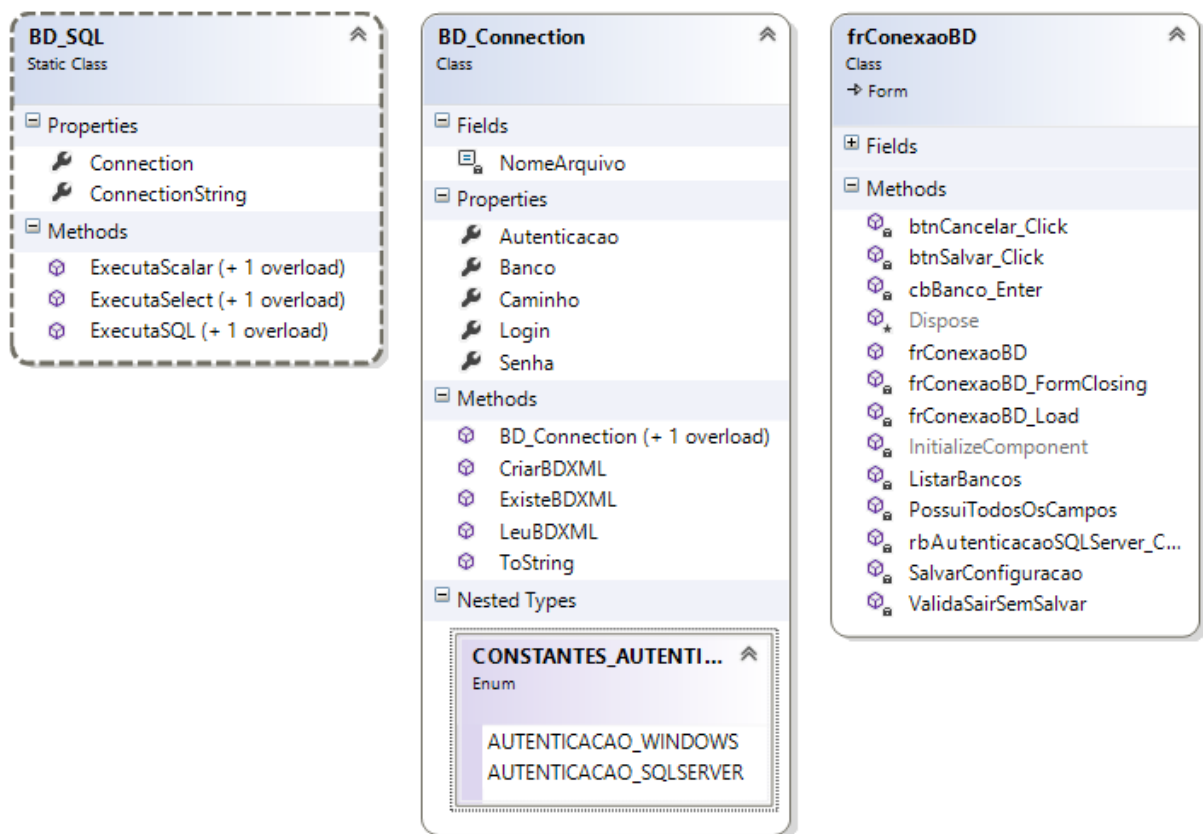 BD_SQL
Static Class
Properties
Connection
ConnectionString
Methods
ExecutaScalar (+ 1 overload)
ExecutaSelect (+ 1 overload)
ExecutaSQL (+ 1 overload)
BD_Connection
Class
Fields
NomeArquivo
Properties
Autenticacao
Banco
Caminho
Login
Senha
Methods
BD_Connection (+ 1 overload)
CriarBDXML
ExisteBDXML
LeuBDXML
ToString
Nested Types
CONSTANTES_AUTENTI...
Enum
AUTENTICACAO_WINDOWS
AUTENTICACAO_SQLSERVER
frConexaoBD
Class
Form
Fields
Methods
btnCancelar_Click
btnSalvar_Click
cbBanco_Enter
Dispose
frConexaoBD
frConexaoBD_FormClosing
frConexaoBD_Load
InitializeComponent
ListarBancos
PossuiTodosOsCampos
rbAutenticacaoSQLServer_C...
SalvarConfiguracao
ValidaSairSemSalvar